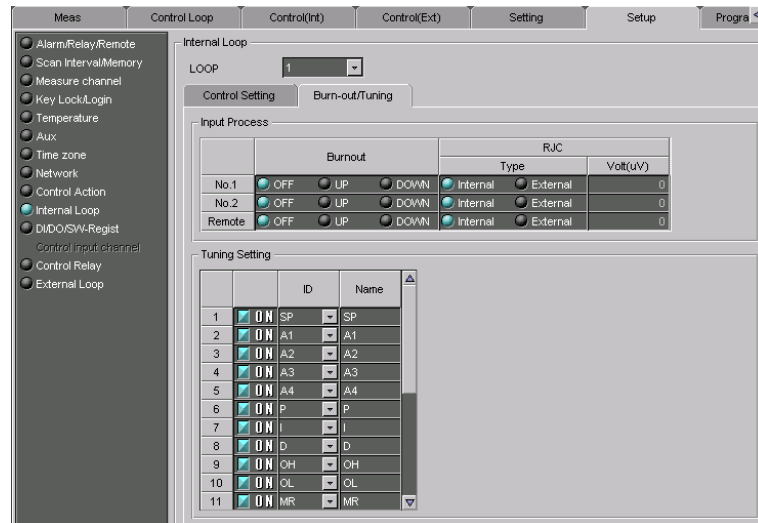 Meas Control Loop Control(Int) Control(Ext) Setting Setup Progra
Alarm/Relay/Remote
Scan Interval/Memory
Measure channel
Key Lock/Login
Temperature
Aux
Time zone
Network
Control Action
Internal Loop
DI/DO/SW-Regist
Control input channel
Control Relay
External Loop
Internal Loop
LOOP 1
Control Setting Burn-out/Tuning
Input Process
Burnout RJC
Type Volt(uV)
No.1 OFF UP DOWN Internal External 0
No.2 OFF UP DOWN Internal External 0
Remote OFF UP DOWN Internal External 0
Tuning Setting
ID Name
1 ON SP SP
2 ON A1 A1
3 ON A2 A2
4 ON A3 A3
5 ON A4 A4
6 ON P P
7 ON I I
8 ON D D
9 ON OH OH
10 ON OL OL
11 ON MR MR